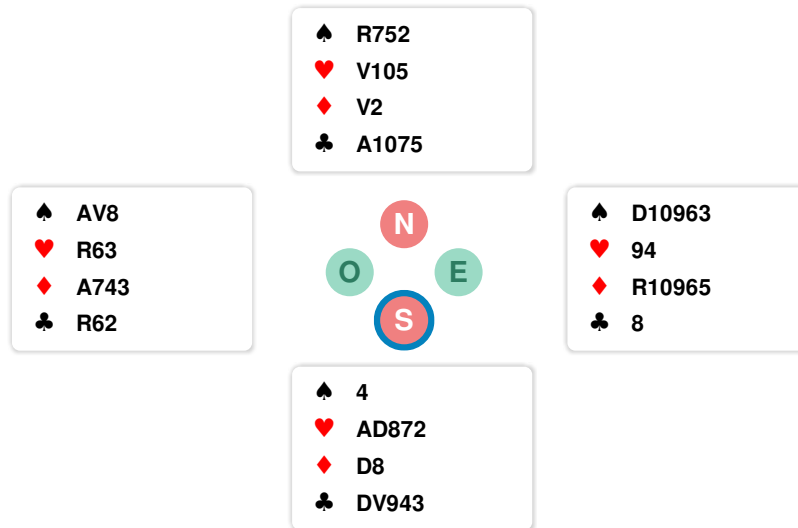 ♠ R752
♥ V105
♦ V2
♣ A1075
♠ AV8
♥ R63
♦ A743
♣ R62
N
O E
S
♠ D10963
♥ 94
♦ R10965
♣ 8
♠ 4
♥ AD872
♦ D8
♣ DV943